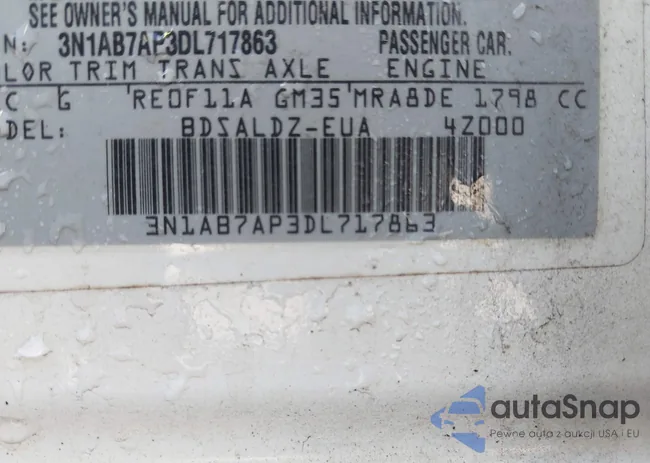 SEE OWNER'S MANUAL FOR ADDITIONAL INFORMATION.
N: 3N1AB7AP3DL717863 PASSENGER CAR.
LOR TRIM TRANS AXLE ENGINE
C G RE0F11A GM35 MRA8DE 1798 CC
DEL: BDSALDZ-EUA 4Z000
3N1AB7AP3DL717863
autaSnap
Pewne auta z aukcji USA i EU